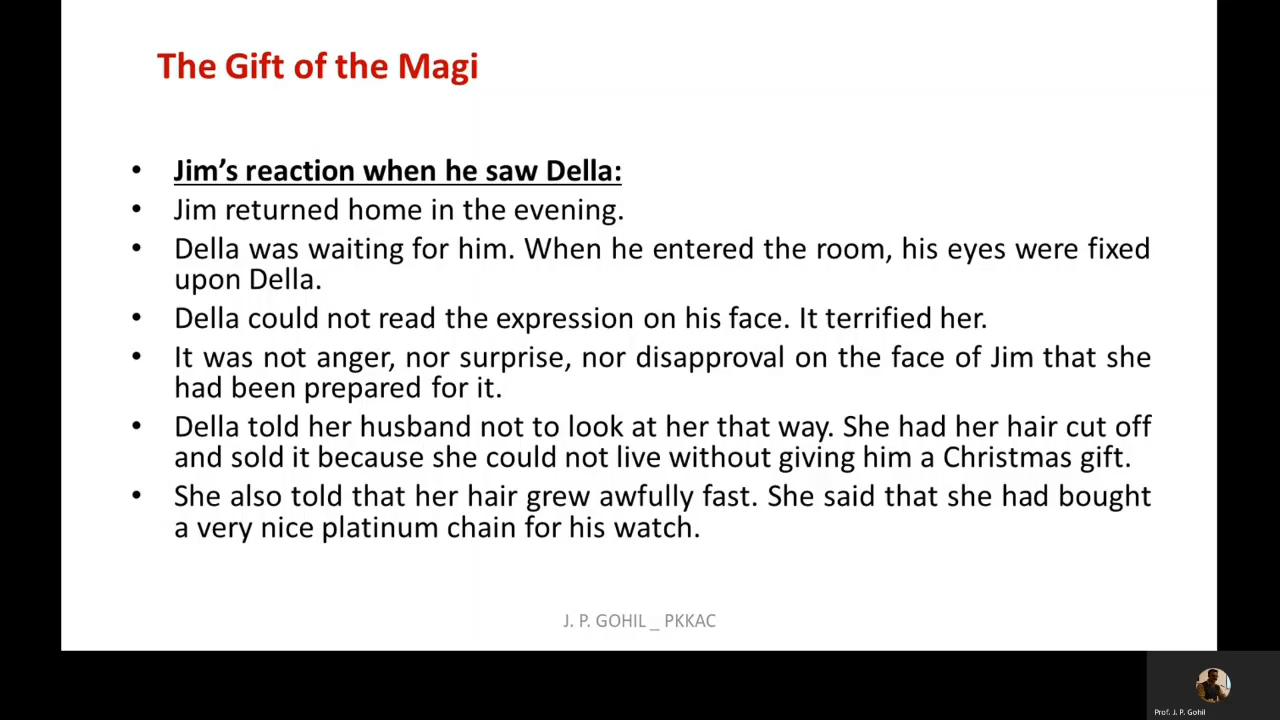 The Gift of the Magi
• Jim’s reaction when he saw Della:
• Jim returned home in the evening.
• Della was waiting for him. When he entered the room, his eyes were fixed
upon Della.
• Della could not read the expression on his face. It terrified her.
• It was not anger, nor surprise, nor disapproval on the face of Jim that she
had been prepared for it.
• Della told her husband not to look at her that way. She had her hair cut off
and sold it because she could not live without giving him a Christmas gift.
• She also told that her hair grew awfully fast. She said that she had bought
a very nice platinum chain for his watch.
J. P. GOHIL _ PKKAC
Prof. J. P. Gohil